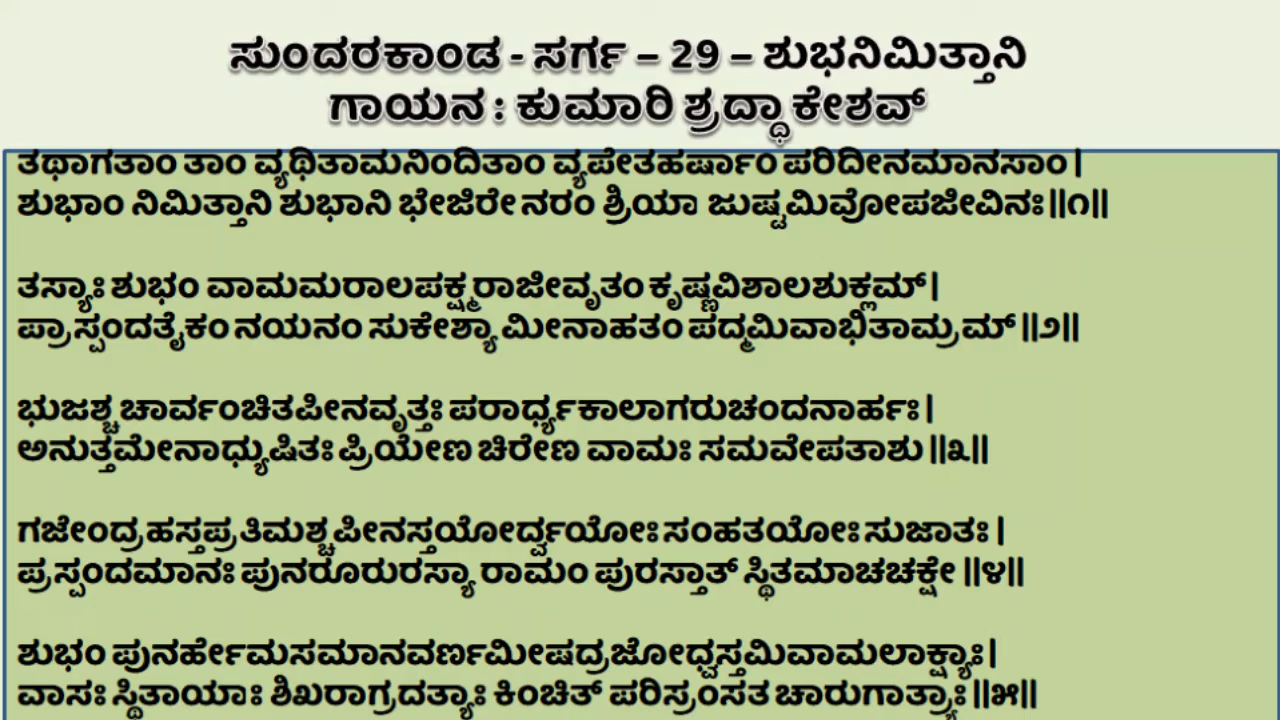 ಸುಂದರಕಾಂಡ - ಸರ್ಗ – 29 – ಶುಭನಿಮಿತ್ತಾನಿ
ಗಾಯನ : ಕುಮಾರಿ ಶ್ರದ್ಧಾ ಕೇಶವ್
ತಥಾಗತಾಂ ತಾಂ ವ್ಯಥಿತಾಮನಿಂದಿತಾಂ ವ್ಯಪೇತಹರ್ಷಾಂ ಪರಿದೀನಮಾನಸಾಂ |
ಶುಭಾಂ ನಿಮಿತ್ತಾನಿ ಶುಭಾನಿ ಭೇಜಿರೇ ನರಂ ಶ್ರಿಯಾ ಜುಷ್ಟಮಿವೋಪಜೀವಿನಃ ||೧||
ತಸ್ಯಾಃ ಶುಭಂ ವಾಮಮರಾಲಪಕ್ಷ್ಮರಾಜೀವೃತಂ ಕೃಷ್ಣವಿಶಾಲಶುಕ್ಲಮ್ |
ಪ್ರಾಸ್ಪಂದತೈಕಂ ನಯನಂ ಸುಕೇಶ್ಯಾ ಮೀನಾಹತಂ ಪದ್ಮಮಿವಾಭಿತಾಮ್ರಮ್ ||೨||
ಭುಜಶ್ಚ ಚಾರ್ವಂಚಿತಪೀನವೃತ್ತಃ ಪರಾರ್ಧ್ಯಕಾಲಾಗರುಚಂದನಾರ್ಹಃ |
ಅನುತ್ತಮೇನಾಧ್ಯುಷಿತಃ ಪ್ರಿಯೇಣ ಚಿರೇಣ ವಾಮಃ ಸಮವೇಪತಾಶು ||೩||
ಗಜೇಂದ್ರ ಹಸ್ತಪ್ರತಿಮಶ್ಚ ಪೀನಸ್ತಯೋರ್ದ್ವಯೋಃ ಸಂಹತಯೋಃ ಸುಜಾತಃ |
ಪ್ರಸ್ಪಂದಮಾನಃ ಪುನರೂರುರಸ್ಯಾ ರಾಮಂ ಪುರಸ್ತಾತ್ ಸ್ಥಿತಮಾಚಚಕ್ಷೇ ||೪||
ಶುಭಂ ಪುನರ್ಹೇಮಸಮಾನವರ್ಣಮೀಷದ್ರಜೋಧ್ವಸ್ತಮಿವಾಮಲಾಕ್ಷ್ಯಾಃ |
ವಾಸಃ ಸ್ಥಿತಾಯಾಃ ಶಿಖರಾಗ್ರದತ್ಯಾಃ ಕಿಂಚಿತ್ ಪರಿಸ್ರಂಸತ ಚಾರುಗಾತ್ರ್ಯಾಃ ||೫||